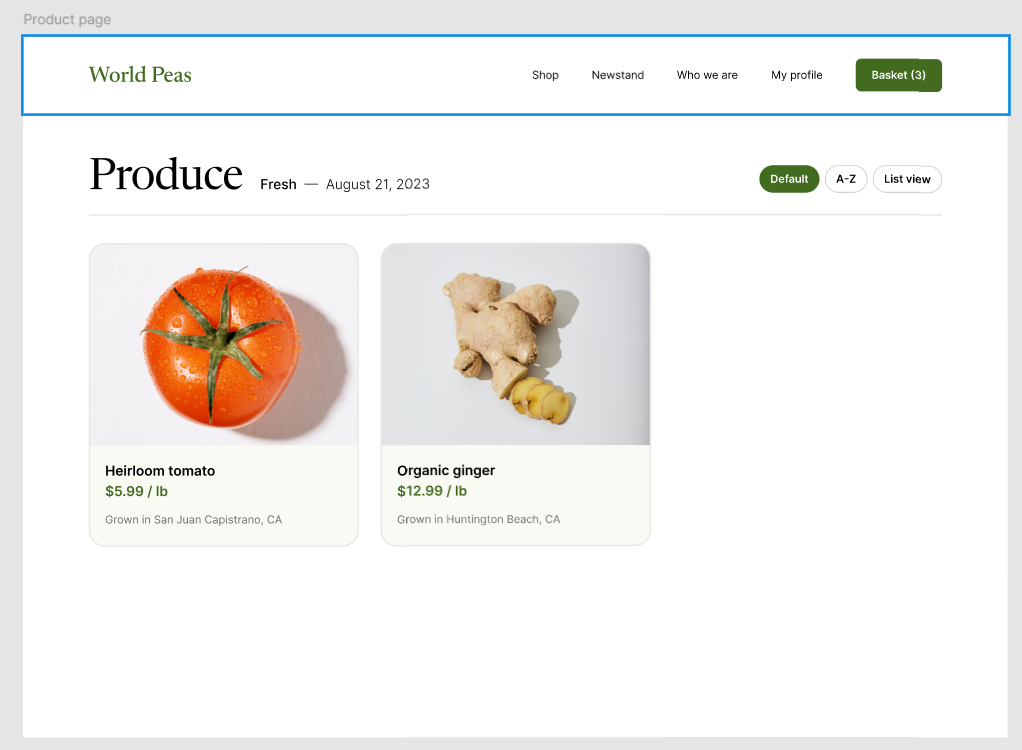 Product page
World Peas
Shop Newstand Who we are My profile Basket (3)
Produce Fresh — August 21, 2023 Default A-Z List view
Heirloom tomato
$5.99 / lb
Grown in San Juan Capistrano, CA
Organic ginger
$12.99 / lb
Grown in Huntington Beach, CA